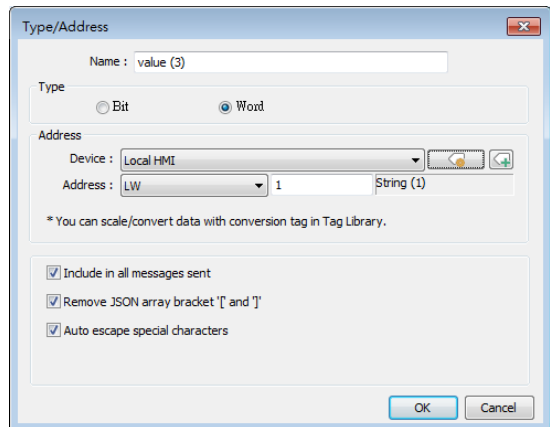 Type/Address
Name : value (3)
Type
Bit Word
Address
Device : Local HMI
Address : LW 1 String (1)
* You can scale/convert data with conversion tag in Tag Library.
Include in all messages sent
Remove JSON array bracket '[' and ']'
Auto escape special characters
OK Cancel